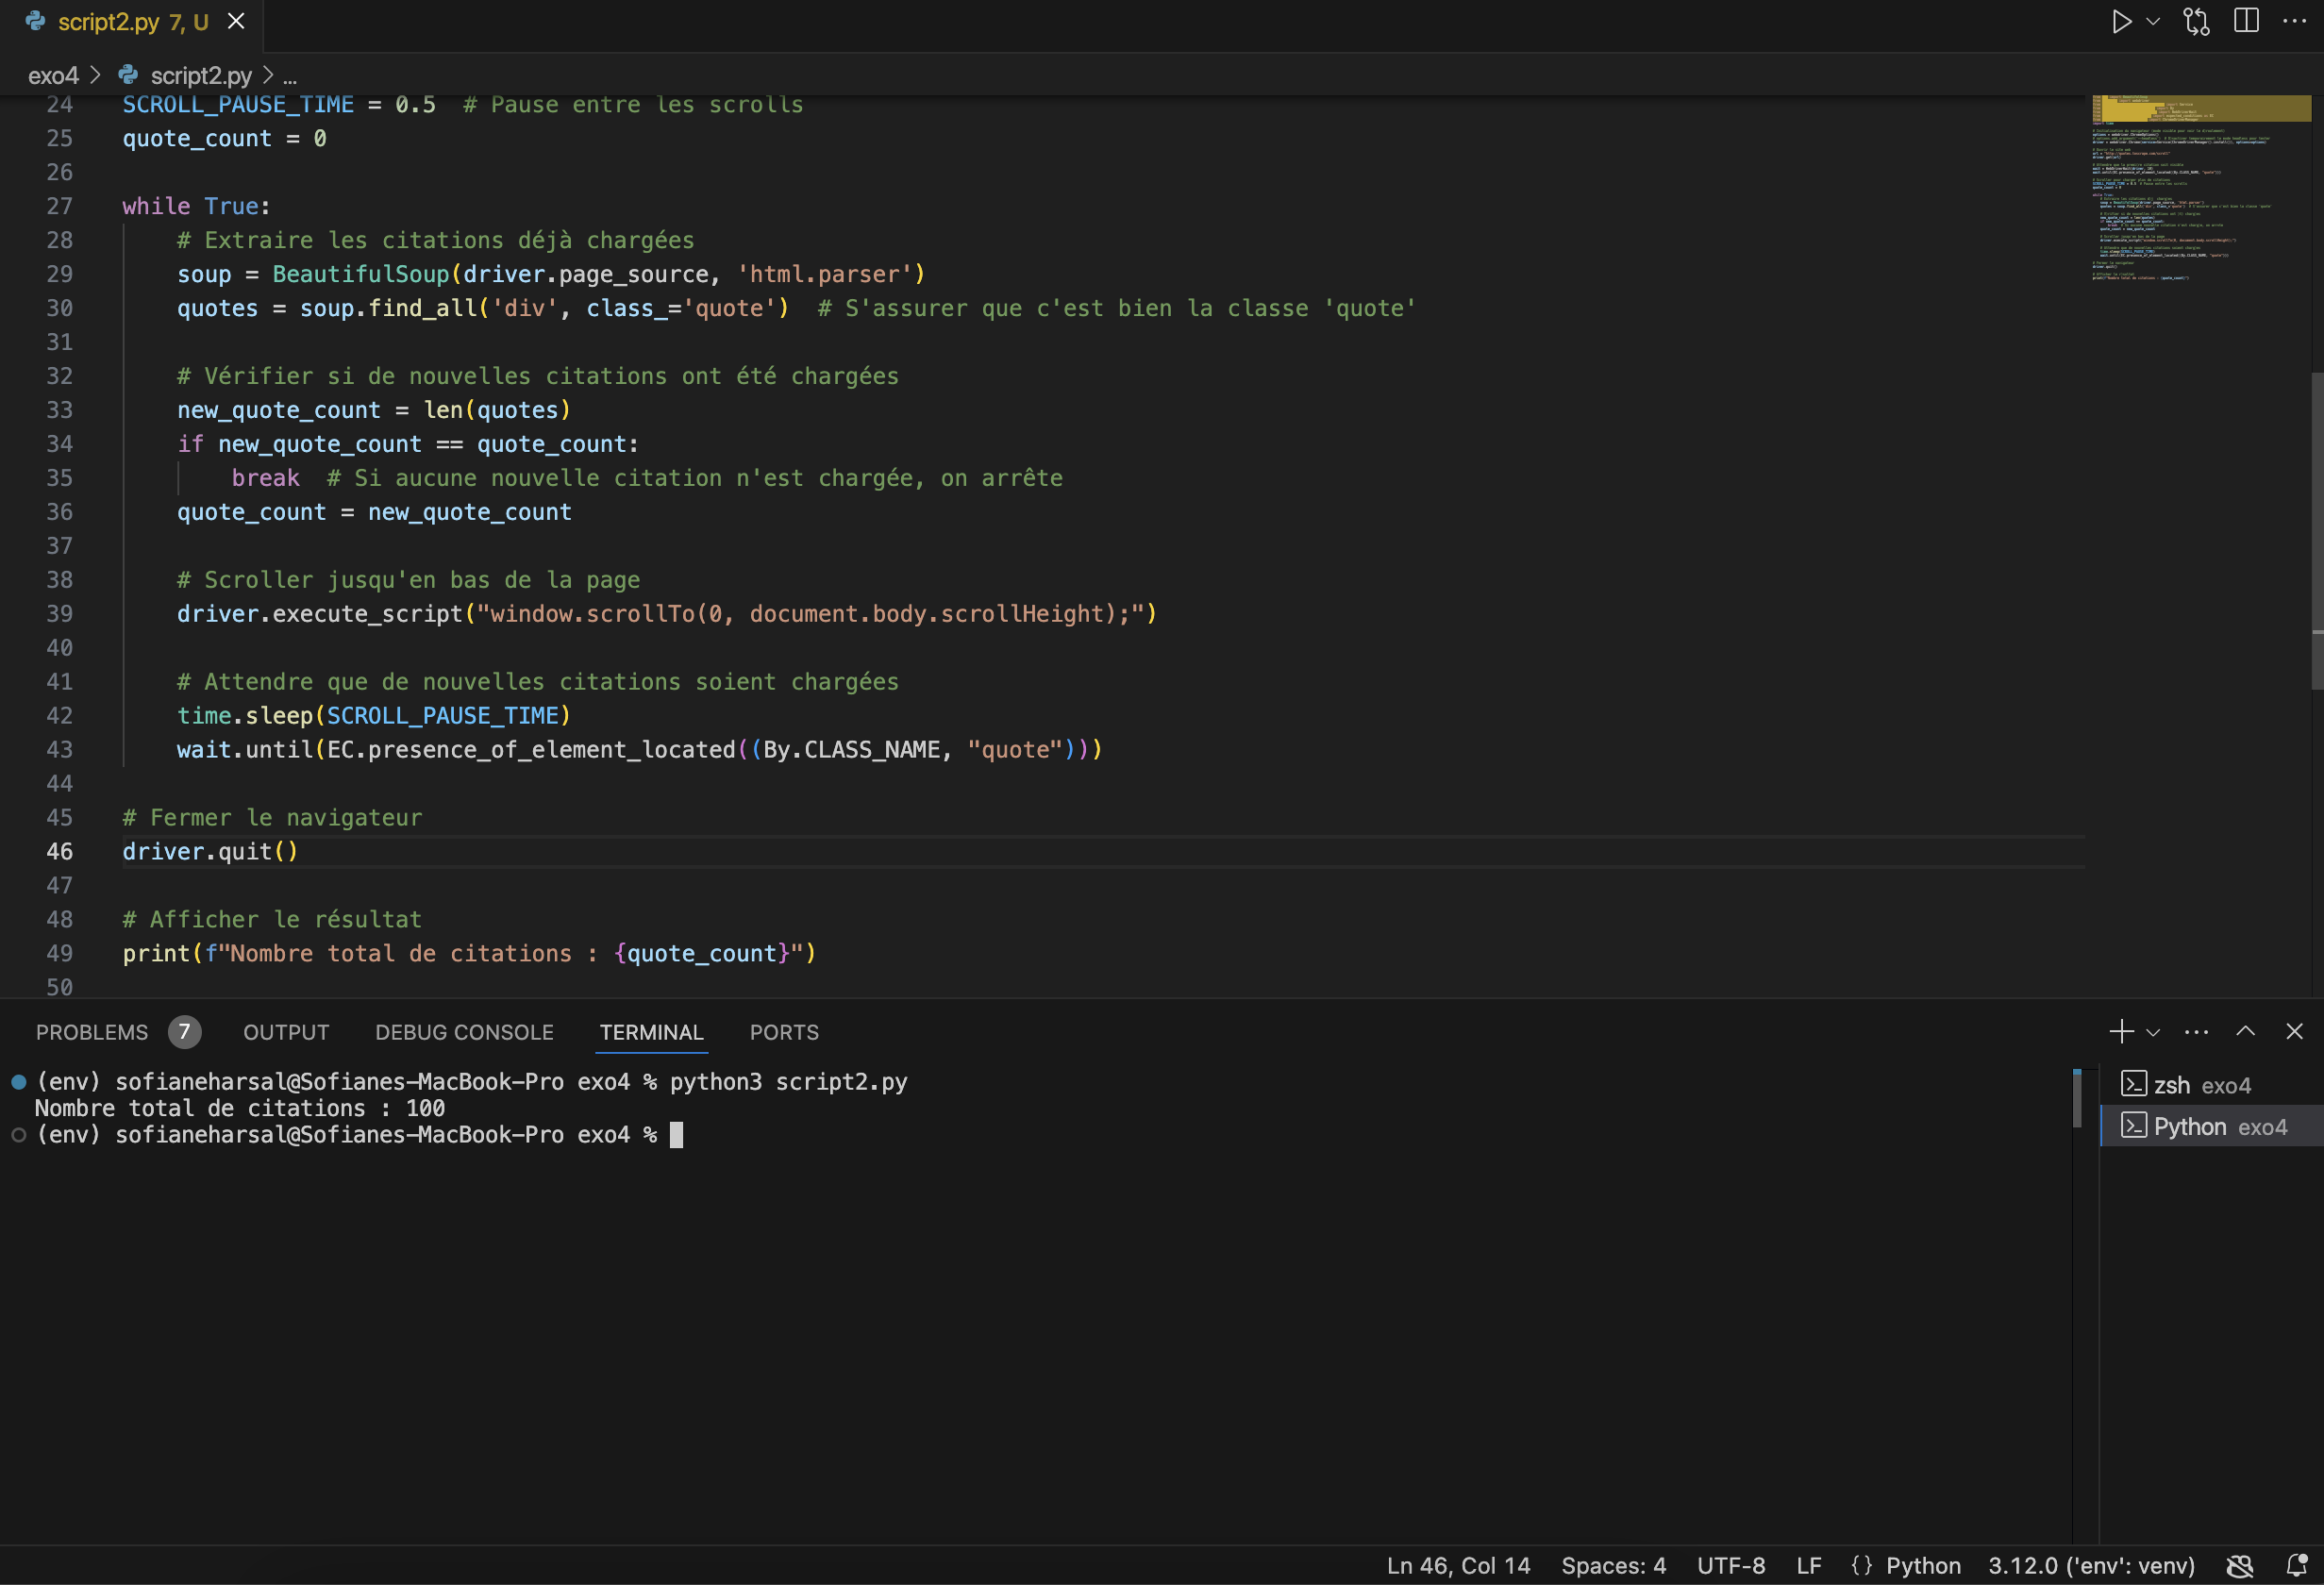 script2.py 7, U
exo4 > script2.py > ...
24 SCROLL_PAUSE_TIME = 0.5  # Pause entre les scrolls
25 quote_count = 0
26
27 while True:
28     # Extraire les citations déjà chargées
29     soup = BeautifulSoup(driver.page_source, 'html.parser')
30     quotes = soup.find_all('div', class_='quote')  # S'assurer que c'est bien la classe 'quote'
31
32     # Vérifier si de nouvelles citations ont été chargées
33     new_quote_count = len(quotes)
34     if new_quote_count == quote_count:
35         break  # Si aucune nouvelle citation n'est chargée, on arrête
36     quote_count = new_quote_count
37
38     # Scroller jusqu'en bas de la page
39     driver.execute_script("window.scrollTo(0, document.body.scrollHeight);")
40
41     # Attendre que de nouvelles citations soient chargées
42     time.sleep(SCROLL_PAUSE_TIME)
43     wait.until(EC.presence_of_element_located((By.CLASS_NAME, "quote")))
44
45 # Fermer le navigateur
46 driver.quit()
47
48 # Afficher le résultat
49 print(f"Nombre total de citations : {quote_count}")
50
PROBLEMS 7 OUTPUT DEBUG CONSOLE TERMINAL PORTS
(env) sofianeharsal@Sofianes-MacBook-Pro exo4 % python3 script2.py
Nombre total de citations : 100
(env) sofianeharsal@Sofianes-MacBook-Pro exo4 %
zsh exo4
Python exo4
Ln 46, Col 14 Spaces: 4 UTF-8 LF {} Python 3.12.0 ('env': venv)